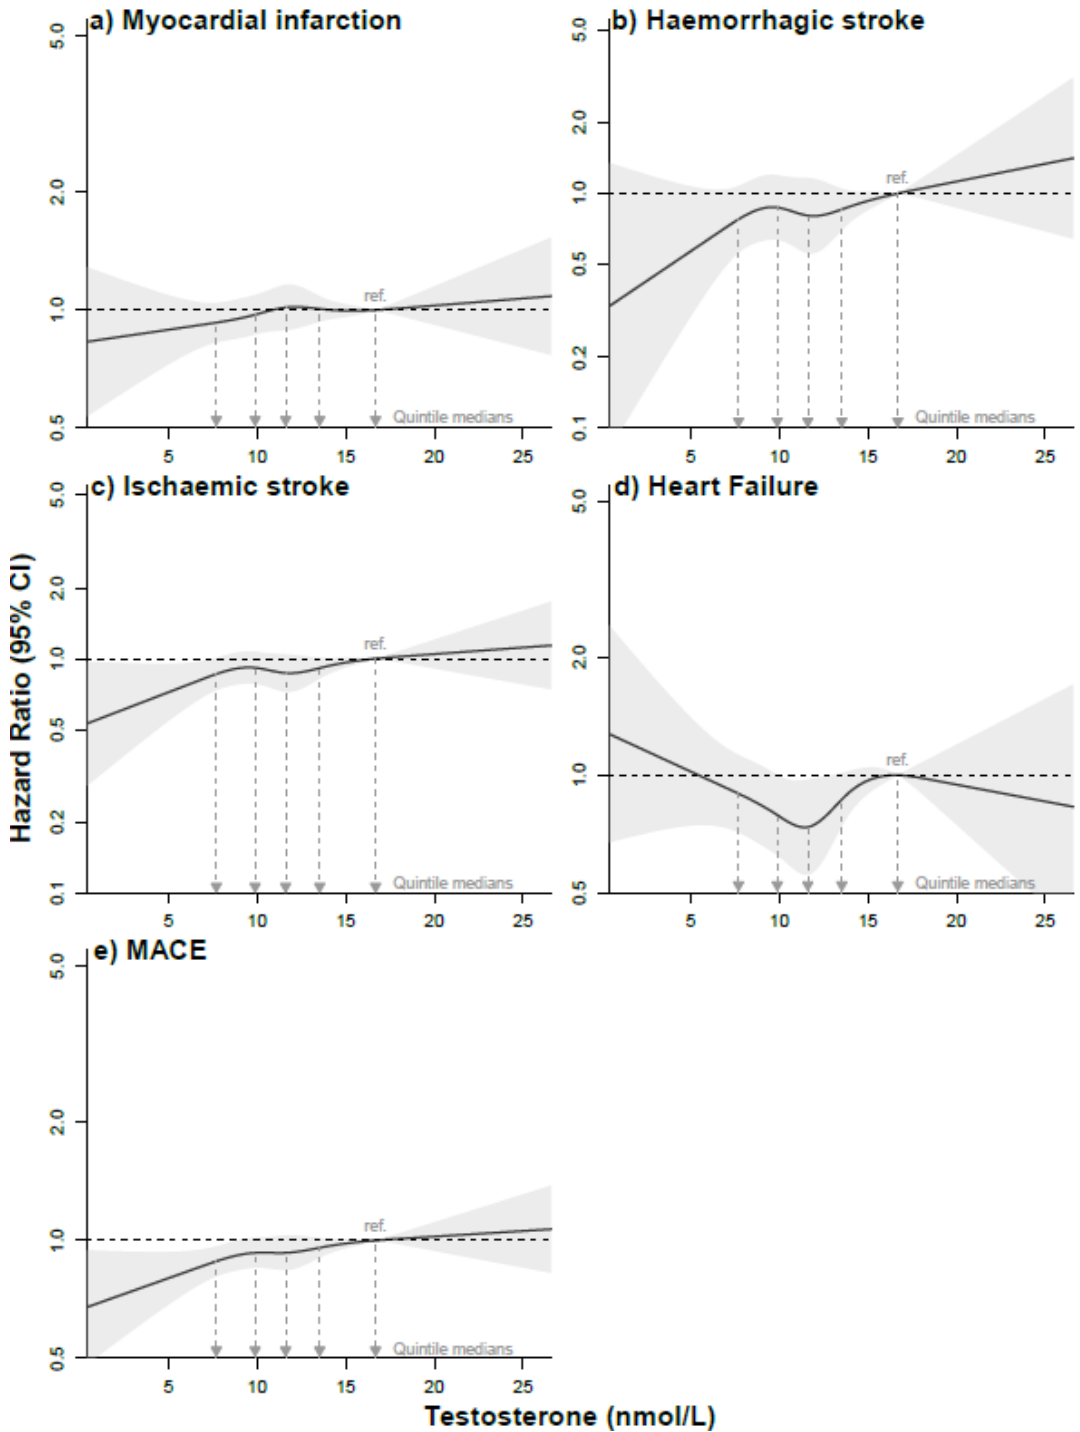 a) Myocardial infarction
5.0
2.0
1.0
0.5
ref.
Quintile medians
5 10 15 20 25
b) Haemorrhagic stroke
5.0
2.0
1.0
0.5
0.2
0.1
ref.
Quintile medians
5 10 15 20 25
c) Ischaemic stroke
5.0
2.0
1.0
0.5
0.2
0.1
ref.
Quintile medians
5 10 15 20 25
d) Heart Failure
5.0
2.0
1.0
0.5
ref.
Quintile medians
5 10 15 20 25
Hazard Ratio (95% CI)
e) MACE
5.0
2.0
1.0
0.5
ref.
Quintile medians
5 10 15 20 25
Testosterone (nmol/L)